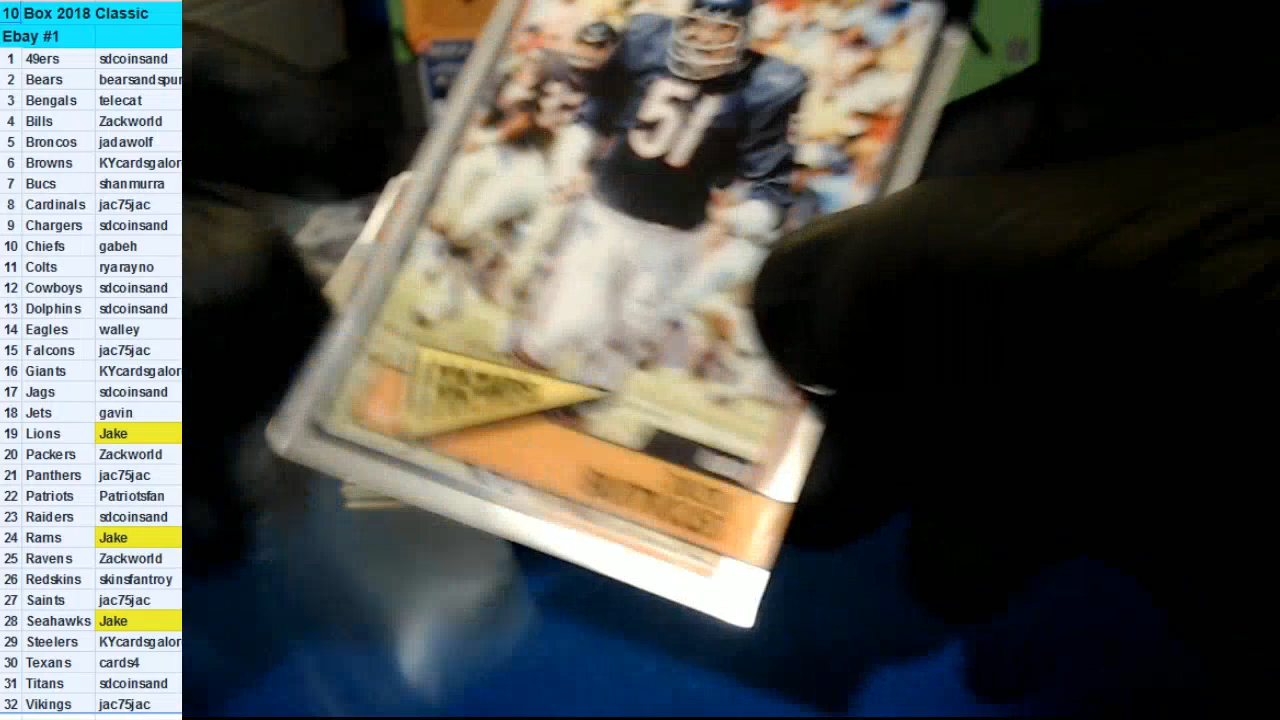 10 Box 2018 Classic
Ebay #1
1 49ers sdcoinsand
2 Bears bearsandspur
3 Bengals telecat
4 Bills Zackworld
5 Broncos jadawolf
6 Browns KYcardsgalor
7 Bucs shanmurra
8 Cardinals jac75jac
9 Chargers sdcoinsand
10 Chiefs gabeh
11 Colts ryarayno
12 Cowboys sdcoinsand
13 Dolphins sdcoinsand
14 Eagles walley
15 Falcons jac75jac
16 Giants KYcardsgalor
17 Jags sdcoinsand
18 Jets gavin
19 Lions Jake
20 Packers Zackworld
21 Panthers jac75jac
22 Patriots Patriotsfan
23 Raiders sdcoinsand
24 Rams Jake
25 Ravens Zackworld
26 Redskins skinsfantroy
27 Saints jac75jac
28 Seahawks Jake
29 Steelers KYcardsgalor
30 Texans cards4
31 Titans sdcoinsand
32 Vikings jac75jac
51